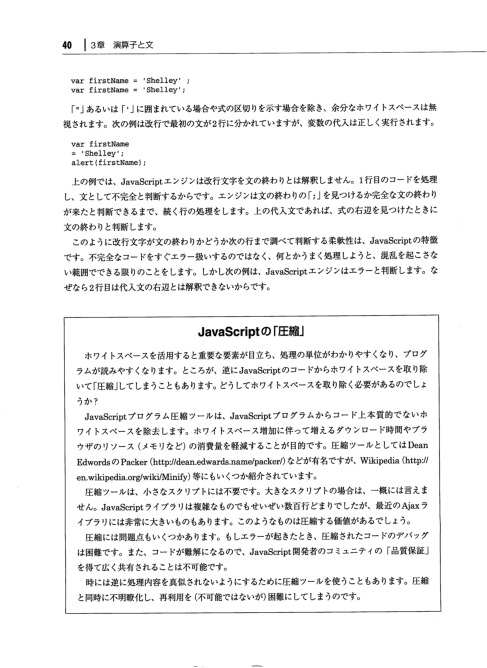 40 3章 演算子と文
var firstName = 'Shelley' ;
var firstName = 'Shelley';
「"」あるいは「'」に囲まれている場合や式の区切りを示す場合を除き、余分なホワイトスペースは無
視されます。次の例は改行で最初の文が2行に分かれていますが、変数の代入は正しく実行されます。
var firstName
= 'Shelley';
alert(firstName);
上の例では、JavaScriptエンジンは改行文字を文の終わりとは解釈しません。1行目のコードを処理
し、文として不完全と判断するからです。エンジンは文の終わりの「;」を見つけるか完全な文の終わり
が来たと判断できるまで、続く行の処理をします。上の代入文であれば、式の右辺を見つけたときに
文の終わりと判断します。
このように改行文字が文の終わりかどうか次の行まで調べて判断する柔軟性は、JavaScriptの特徴
です。不完全なコードをすぐエラー扱いするのではなく、何とかうまく処理しようと、混乱を起こさな
い範囲でできる限りのことをします。しかし次の例は、JavaScriptエンジンはエラーと判断します。な
ぜなら2行目は代入文の右辺とは解釈できないからです。
JavaScriptの「圧縮」
ホワイトスペースを活用すると重要な要素が目立ち、処理の単位がわかりやすくなり、プログ
ラムが読みやすくなります。ところが、逆にJavaScriptのコードからホワイトスペースを取り除
いて「圧縮」してしまうこともあります。どうしてホワイトスペースを取り除く必要があるのでしょ
うか?
JavaScriptプログラム圧縮ツールは、JavaScriptプログラムからコード上本質的でないホ
ワイトスペースを除去します。ホワイトスペース増加に伴って増えるダウンロード時間やブラ
ウザのリソース(メモリなど)の消費量を軽減することが目的です。圧縮ツールとしてはDean
EdwordsのPacker(http://dean.edwards.name/packer/)などが有名ですが、Wikipedia(http://
en.wikipedia.org/wiki/Minify)等にもいくつか紹介されています。
圧縮ツールは、小さなスクリプトには不要です。大きなスクリプトの場合は、一概には言えま
せん。JavaScriptライブラリは複雑なものでもせいぜい数百行どまりでしたが、最近のAjaxラ
イブラリには非常に大きいものもあります。このようなものは圧縮する価値があるでしょう。
圧縮には問題点もいくつかあります。もしエラーが起きたとき、圧縮されたコードのデバッグ
は困難です。また、コードが難解になるので、JavaScript開発者のコミュニティの「品質保証」
を得て広く共有されることは不可能です。
時には逆に処理内容を真似されないようにするために圧縮ツールを使うこともあります。圧縮
と同時に不明瞭化し、再利用を(不可能ではないが)困難にしてしまうのです。